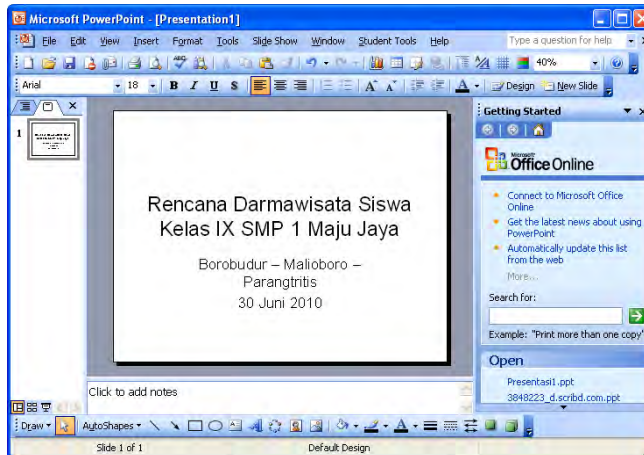 Microsoft PowerPoint - [Presentation1]
File Edit View Insert Format Tools Slide Show Window Student Tools Help
Type a question for help
40%
Arial 18 B I U S A A A Design New Slide
Getting Started
1
Microsoft
Office Online
Connect to Microsoft Office
Online
Get the latest news about using
PowerPoint
Automatically update this list
from the web
More...
Search for:
Example: "Print more than one copy"
Open
Presentasi1.ppt
3848223_d.scribd.com.ppt
Rencana Darmawisata Siswa
Kelas IX SMP 1 Maju Jaya
Borobudur – Malioboro –
Parangtritis
30 Juni 2010
Click to add notes
Draw AutoShapes A
Slide 1 of 1 Default Design